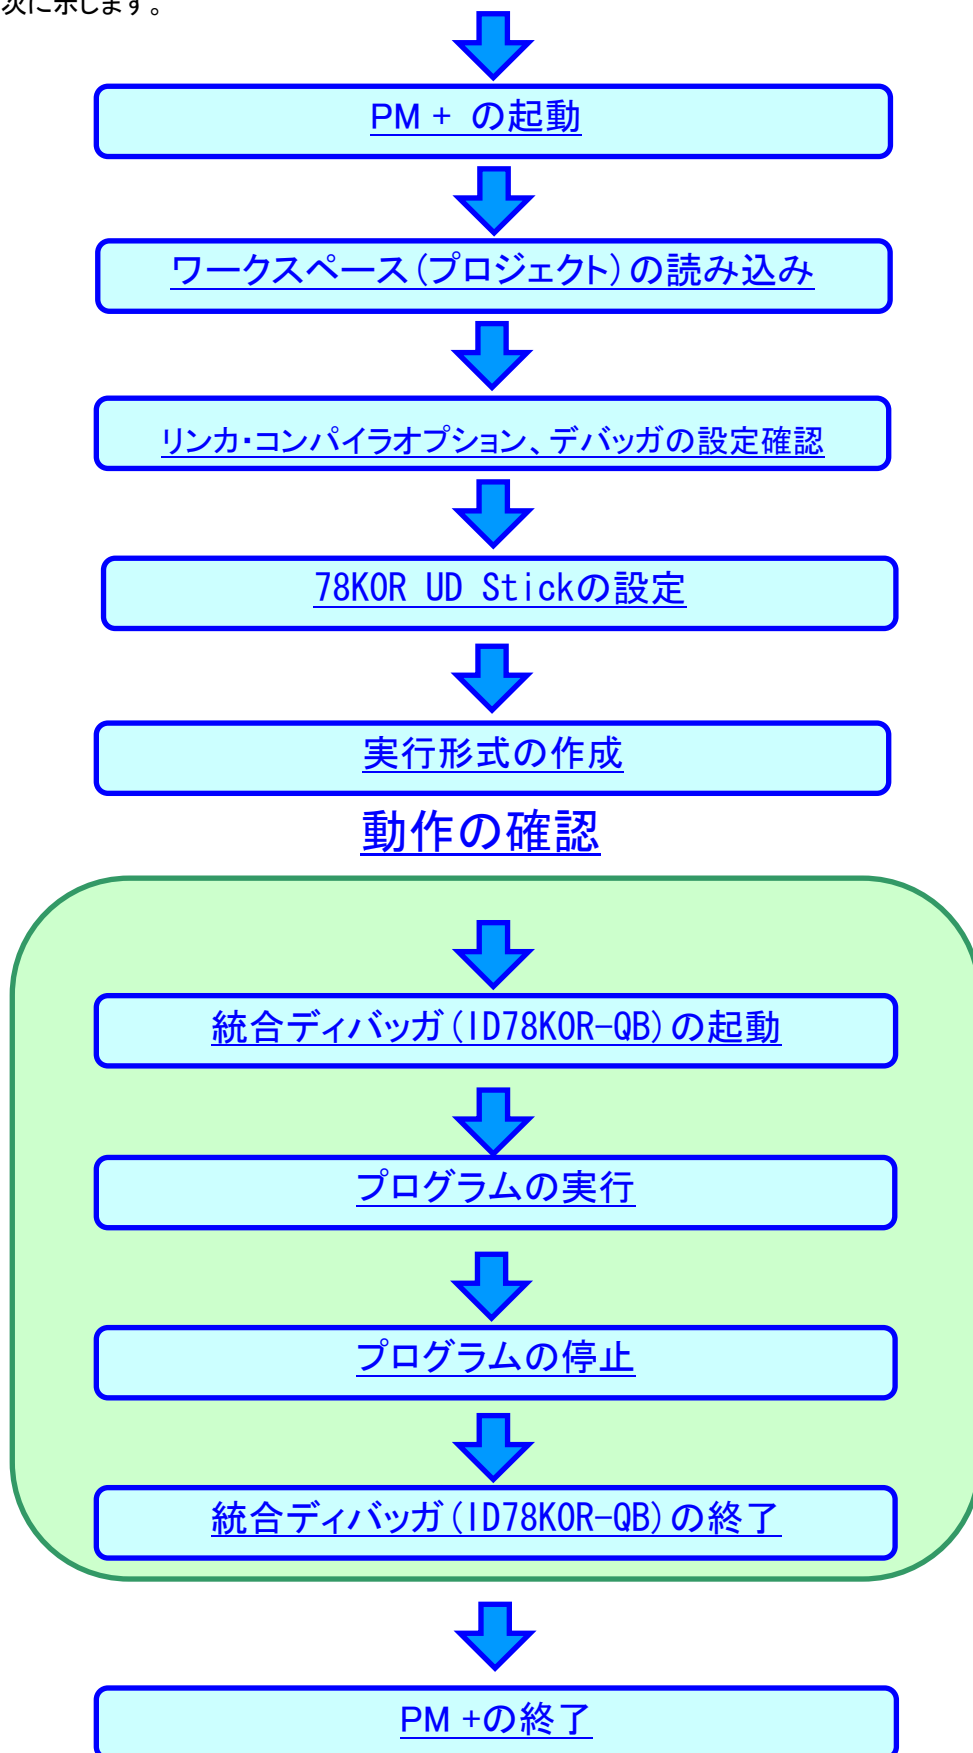 次に示します。
PM + の起動
ワークスペース(プロジェクト)の読み込み
リンカ・コンパイラオプション、デバッガの設定確認
78K0R UD Stickの設定
実行形式の作成
動作の確認
統合ディバッガ(ID78K0R-QB)の起動
プログラムの実行
プログラムの停止
統合ディバッガ(ID78K0R-QB)の終了
PM +の終了